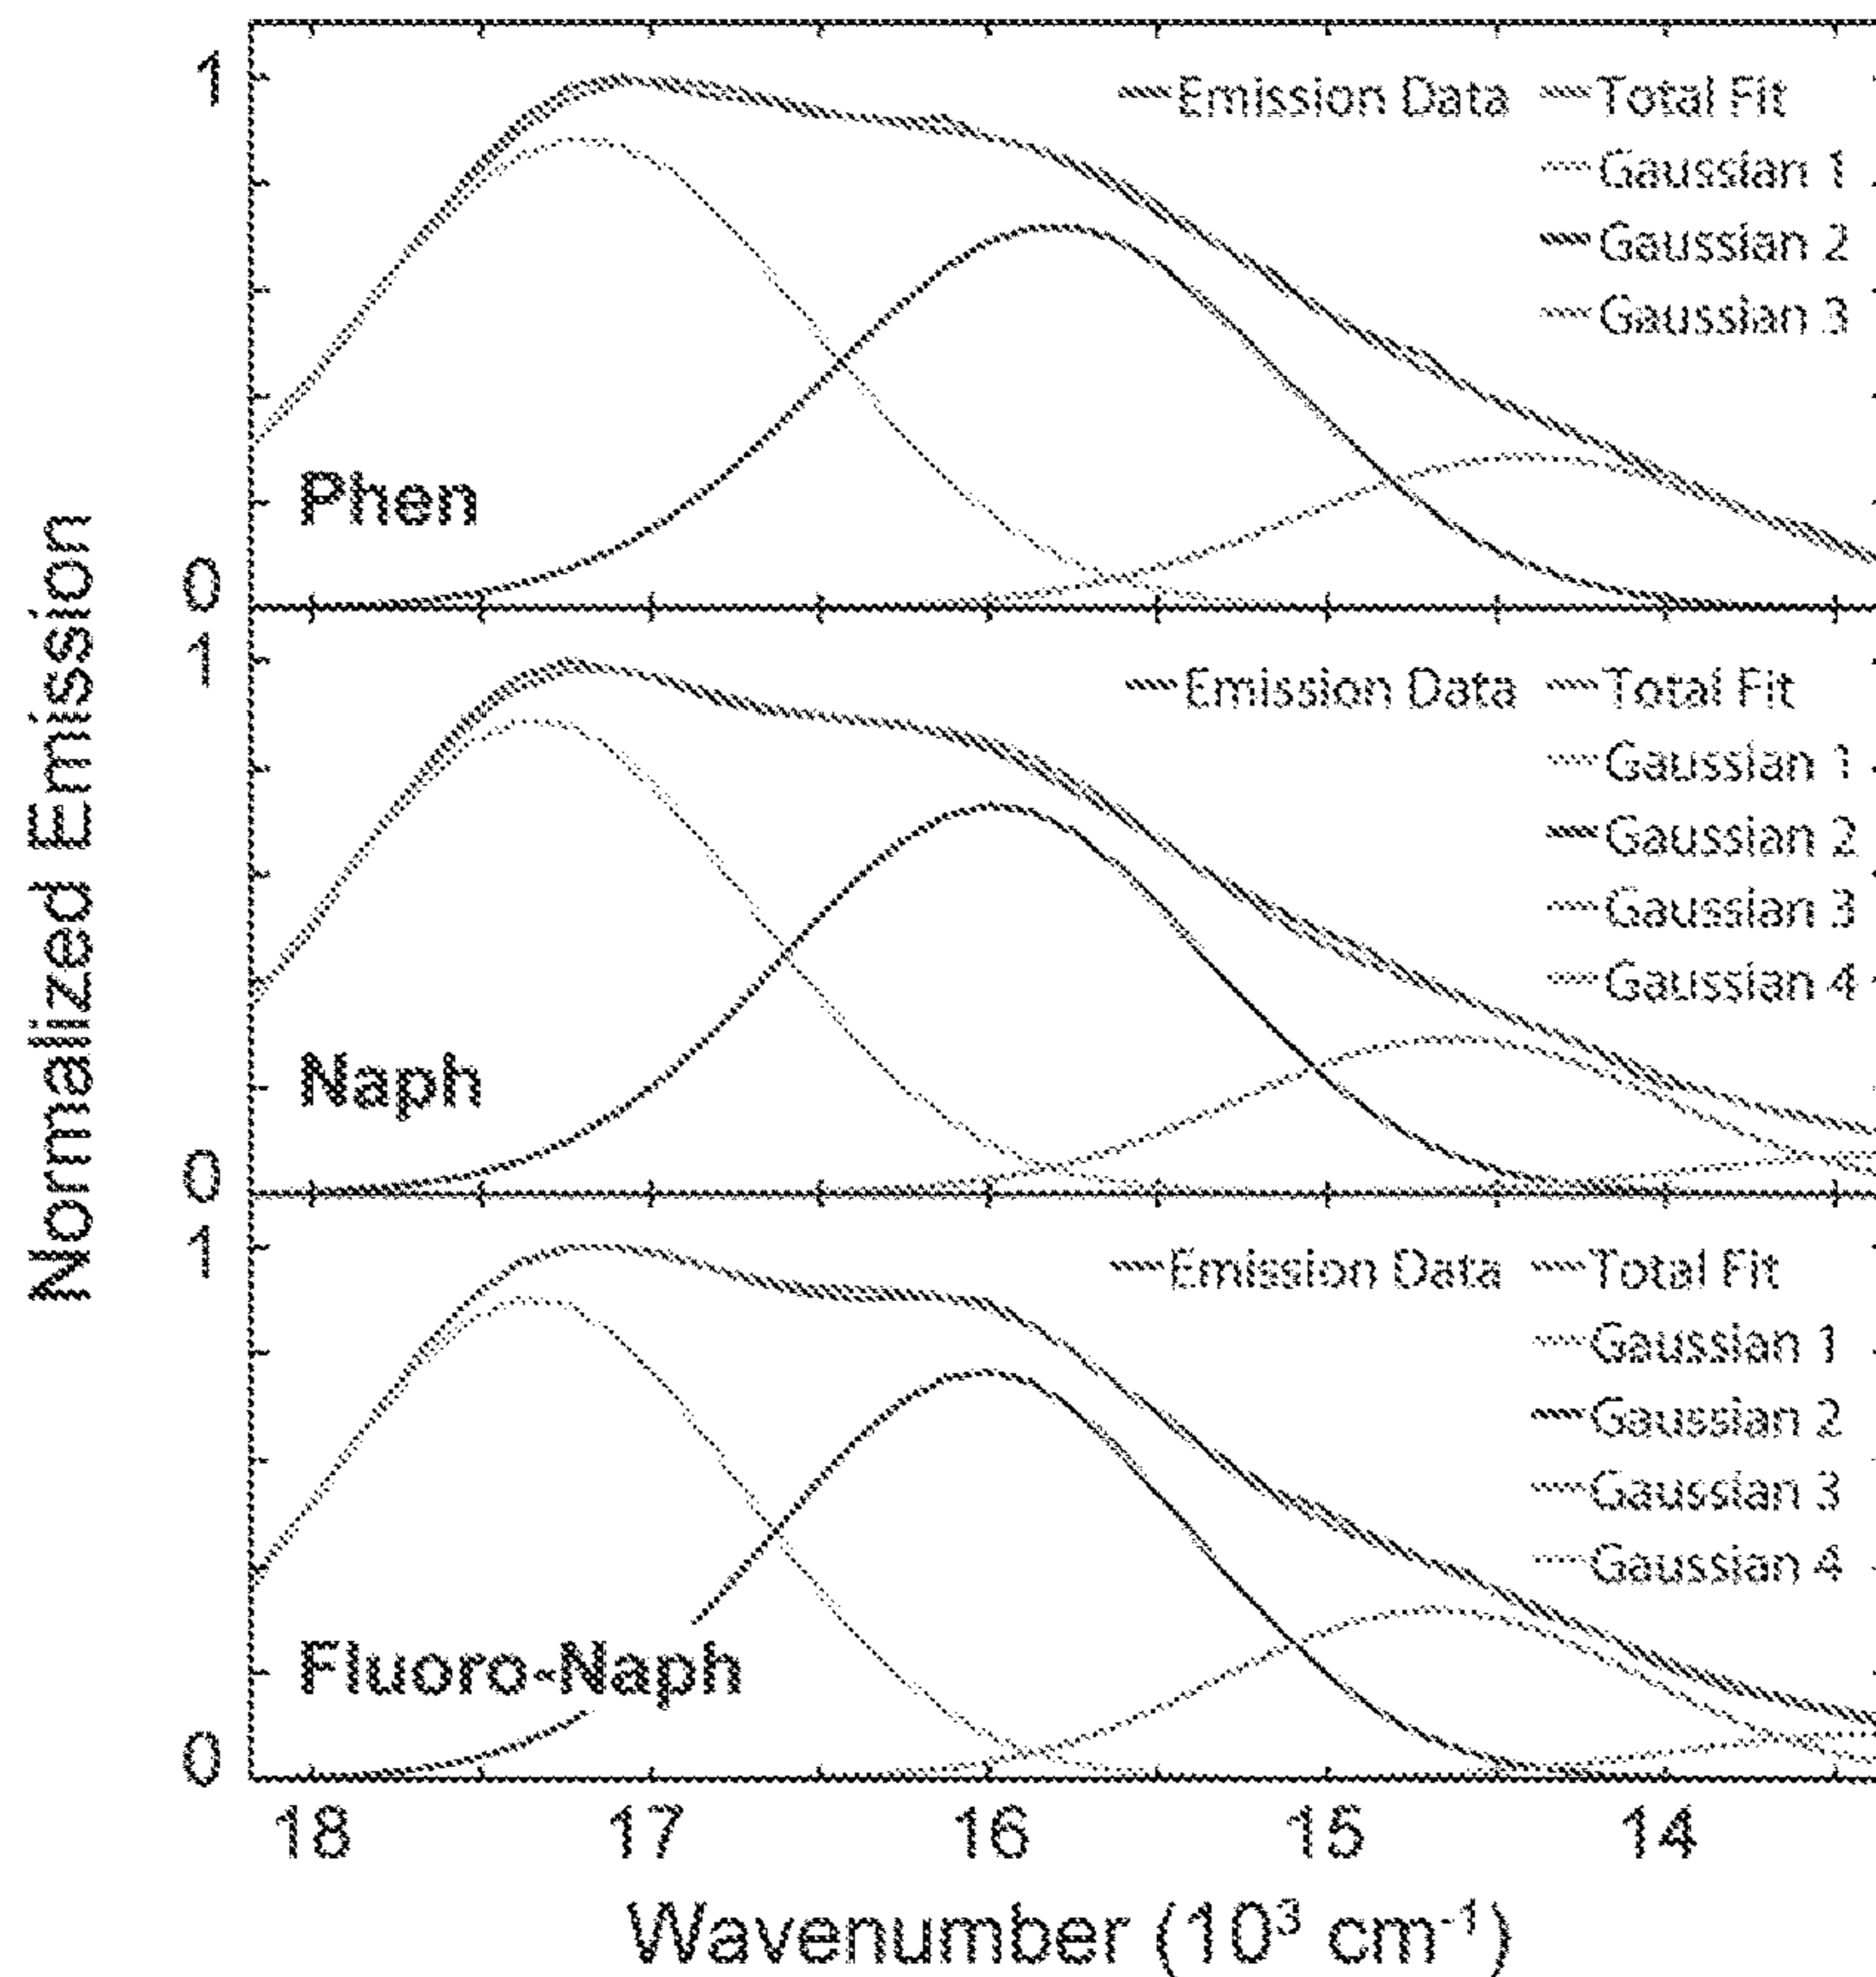 Normalized Emission
1
Emission Data Total Fit
Gaussian 1
Gaussian 2
Gaussian 3
Phen
0
1
Emission Data Total Fit
Gaussian 1
Gaussian 2
Gaussian 3
Gaussian 4
Naph
0
1
Emission Data Total Fit
Gaussian 1
Gaussian 2
Gaussian 3
Gaussian 4
Fluoro-Naph
0
18 17 16 15 14
Wavenumber (10³ cm⁻¹)